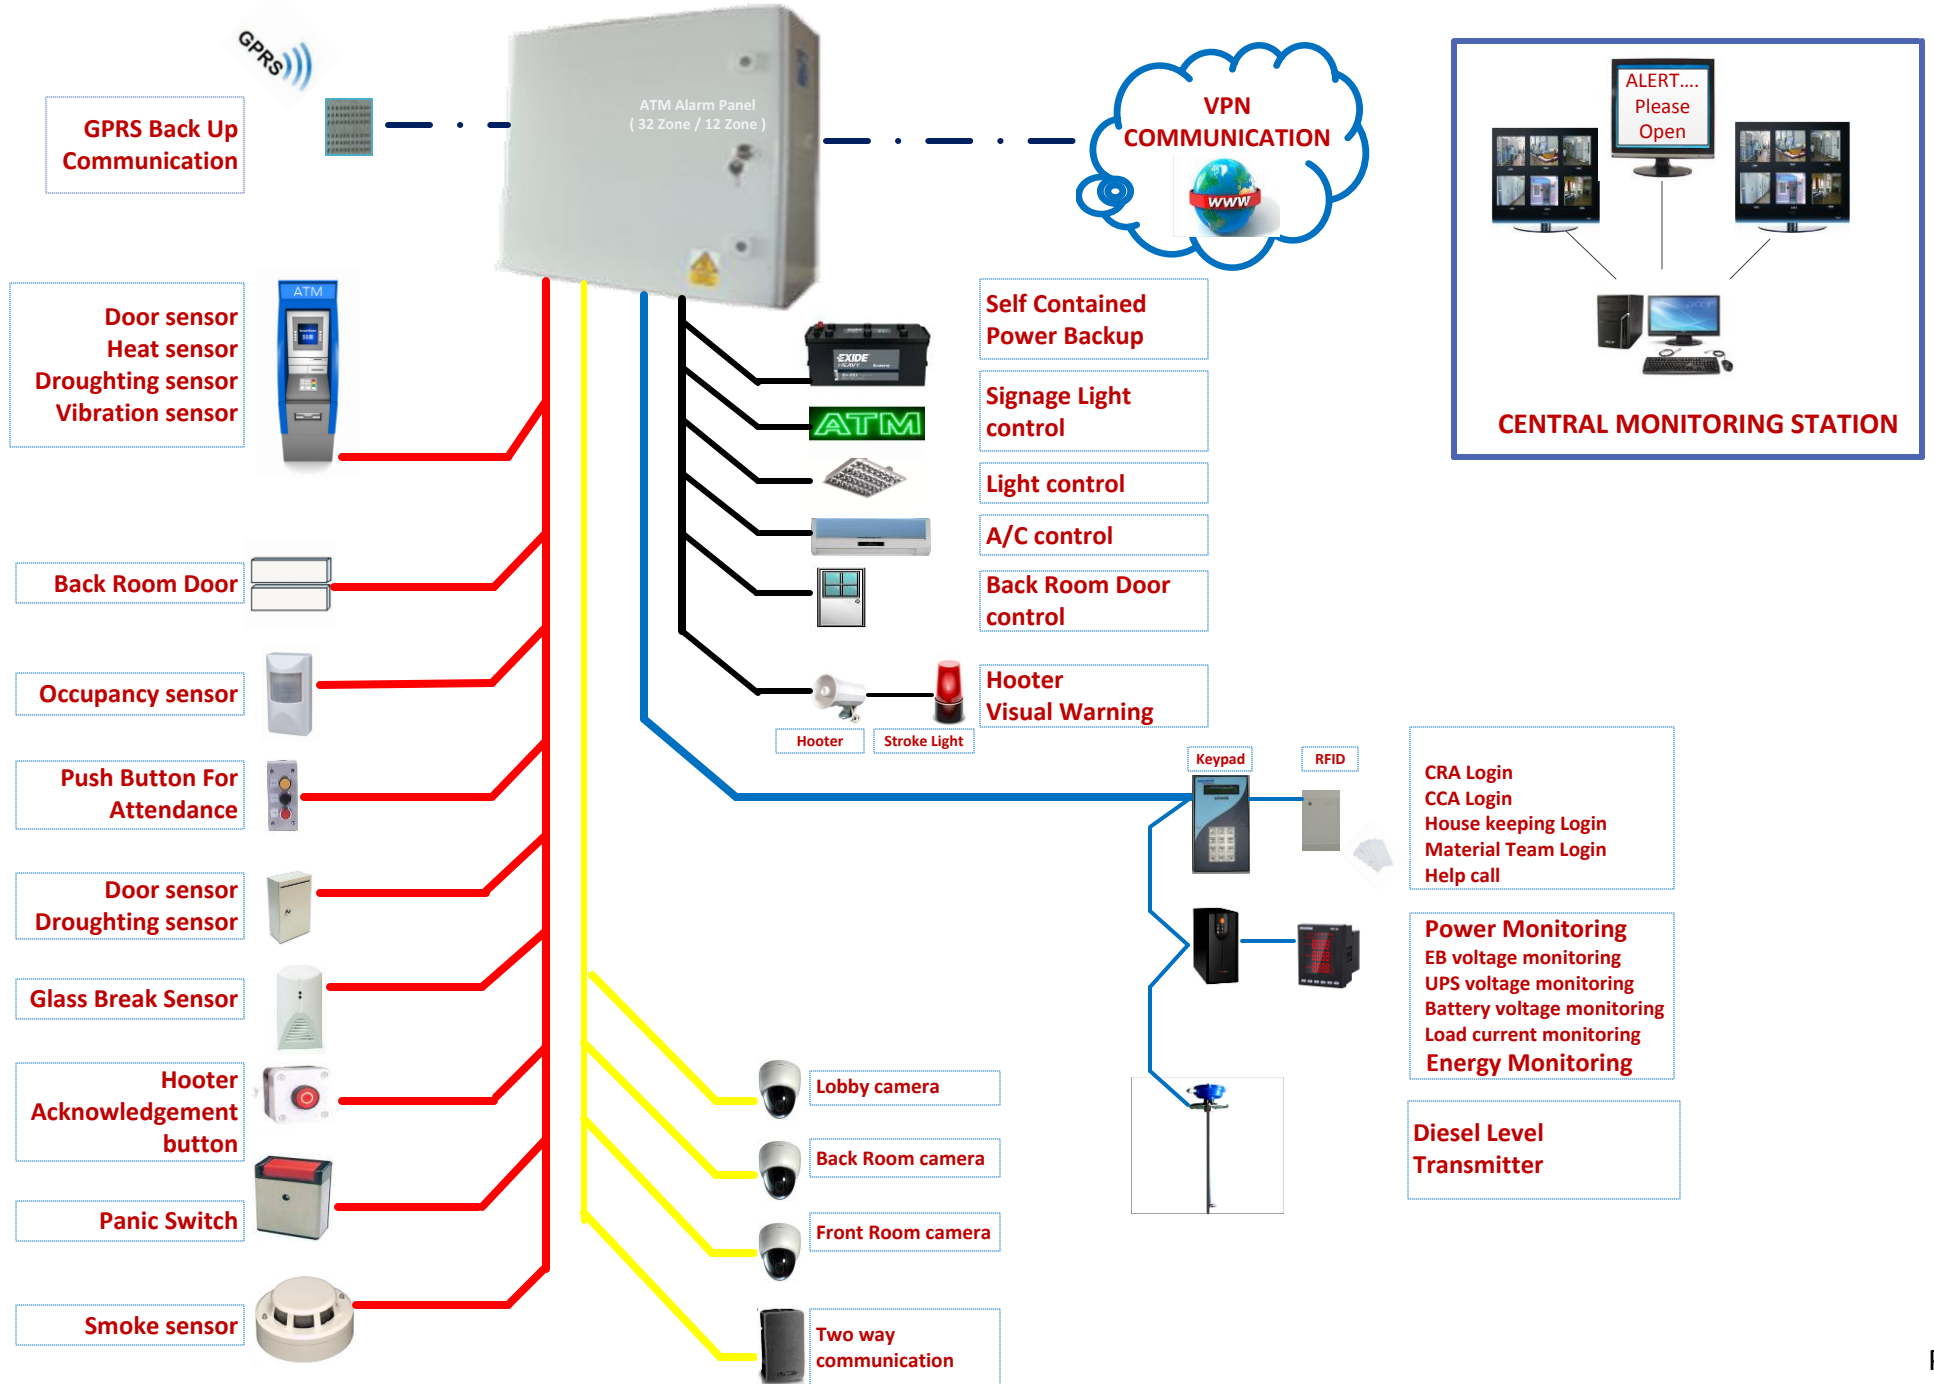 GPRS
GPRS Back Up
Communication
ATM Alarm Panel
( 32 Zone / 12 Zone )
VPN
COMMUNICATION
www
ALERT....
Please
Open
CENTRAL MONITORING STATION
Door sensor
Heat sensor
Droughting sensor
Vibration sensor
ATM
Back Room Door
Occupancy sensor
Push Button For
Attendance
Door sensor
Droughting sensor
Glass Break Sensor
Hooter
Acknowledgement
button
Panic Switch
Smoke sensor
EXIDE
HEAVY
Self Contained
Power Backup
ATM
Signage Light
control
Light control
A/C control
Back Room Door
control
Hooter
Visual Warning
Hooter
Stroke Light
Keypad
RFID
CRA Login
CCA Login
House keeping Login
Material Team Login
Help call
Power Monitoring
EB voltage monitoring
UPS voltage monitoring
Battery voltage monitoring
Load current monitoring
Energy Monitoring
Diesel Level
Transmitter
Lobby camera
Back Room camera
Front Room camera
Two way
communication